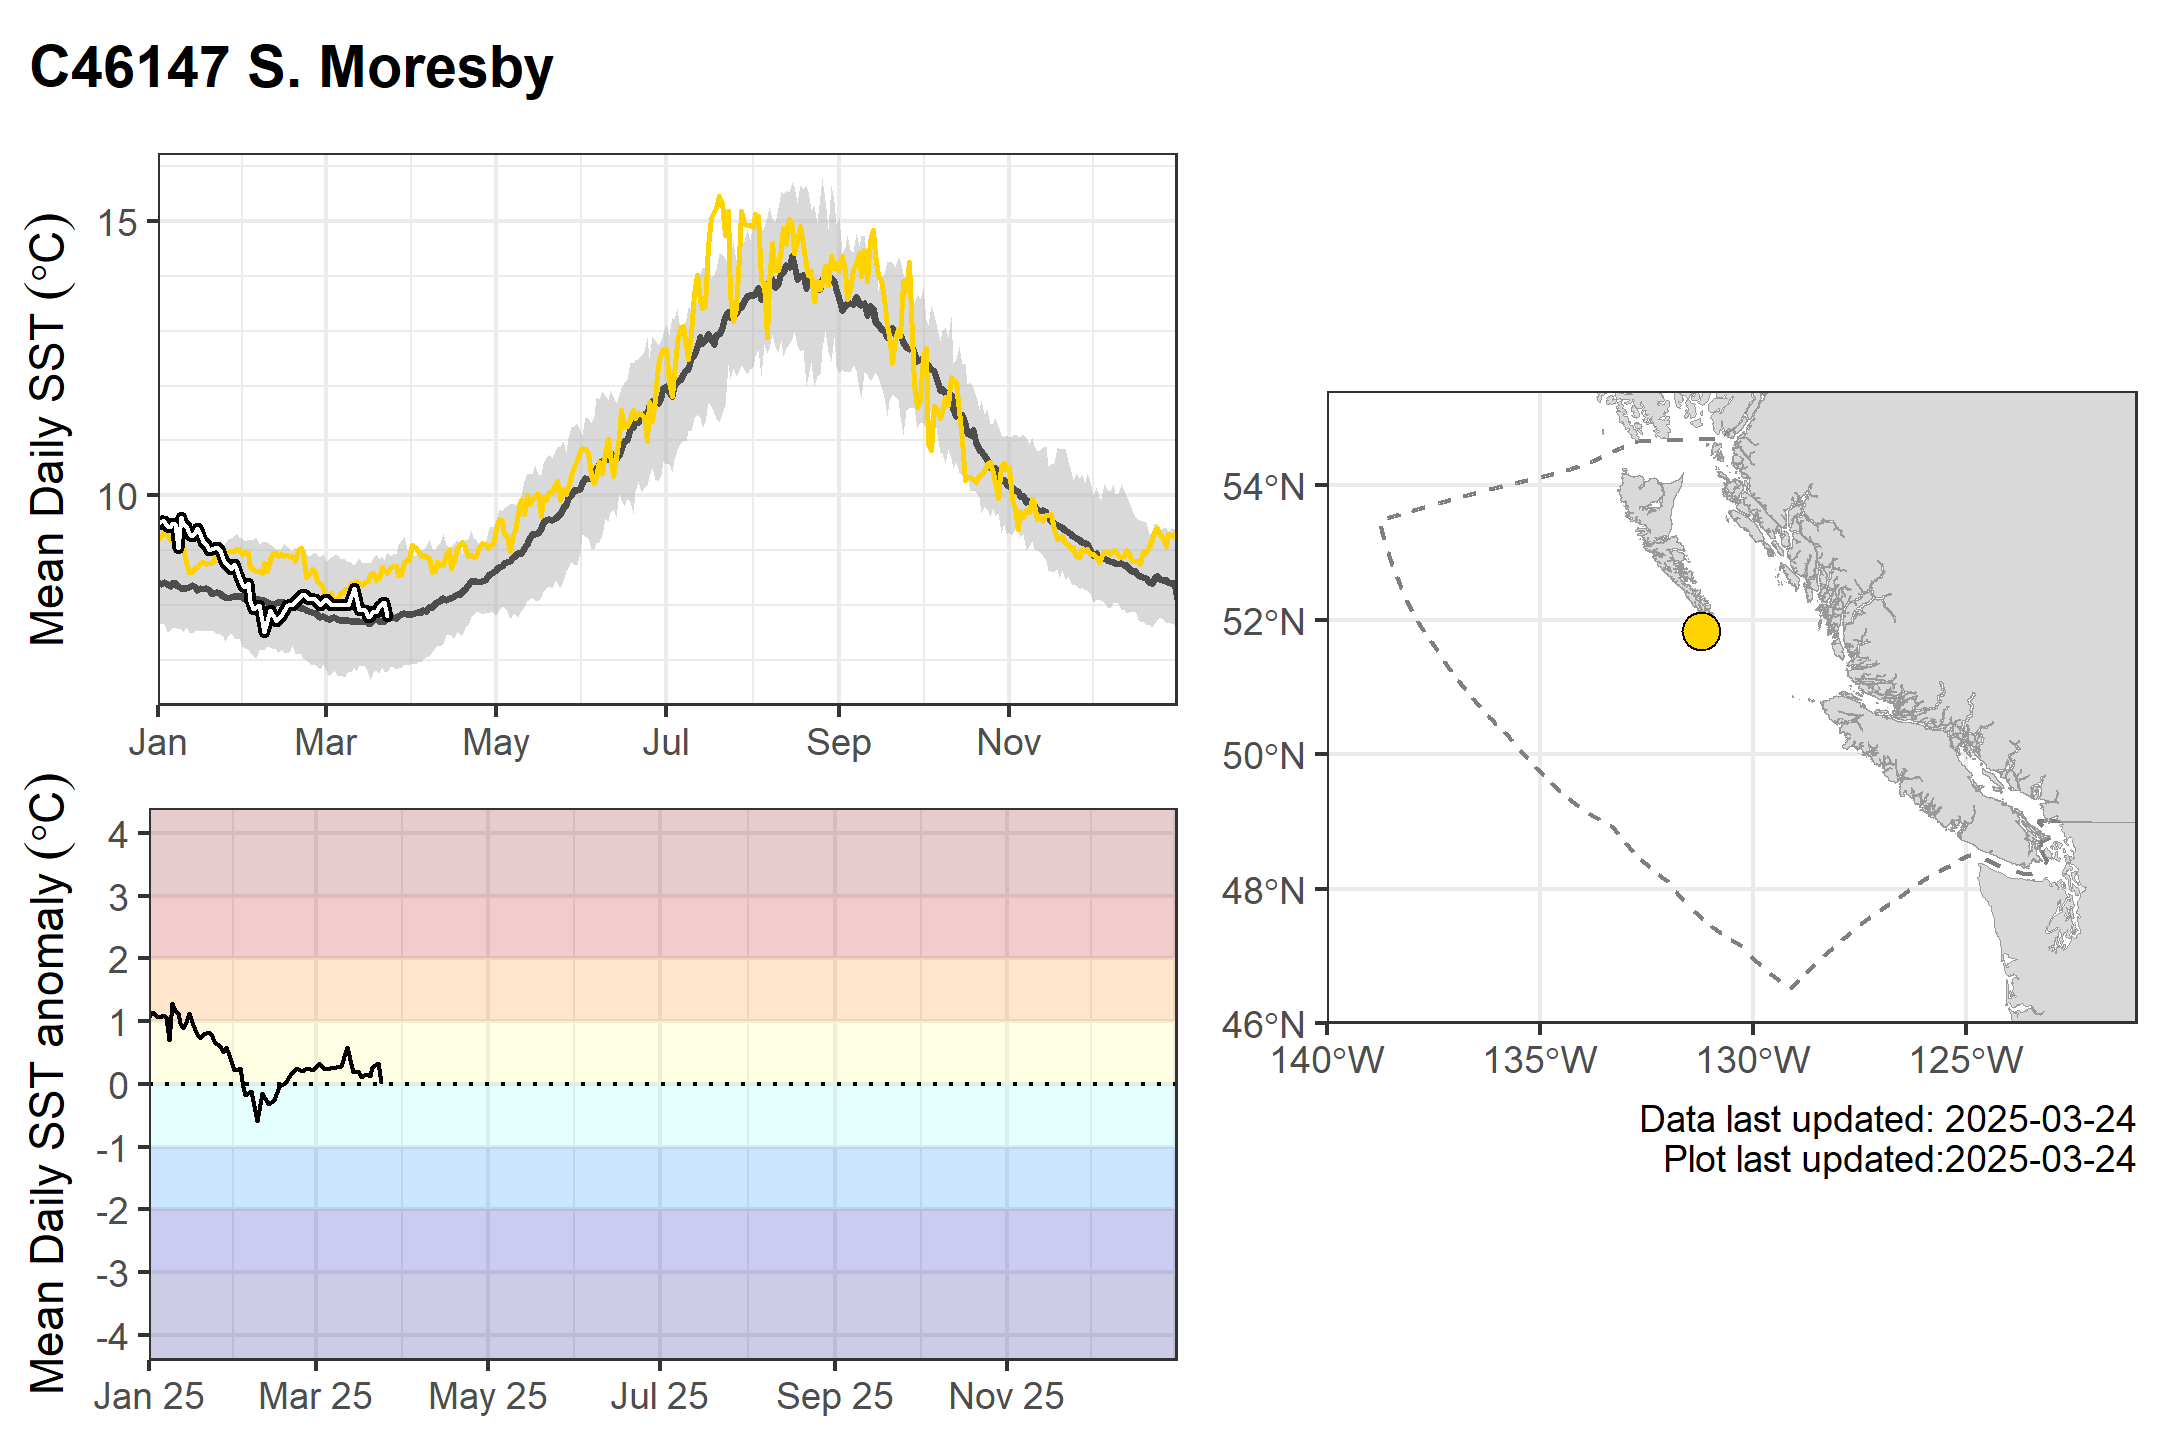 C46147 S. Moresby
Mean Daily SST (°C)
15
10
Jan Mar May Jul Sep Nov
Mean Daily SST anomaly (°C)
4
3
2
1
0
-1
-2
-3
-4
Jan 25 Mar 25 May 25 Jul 25 Sep 25 Nov 25
54°N
52°N
50°N
48°N
46°N
140°W 135°W 130°W 125°W
Data last updated: 2025-03-24
Plot last updated:2025-03-24